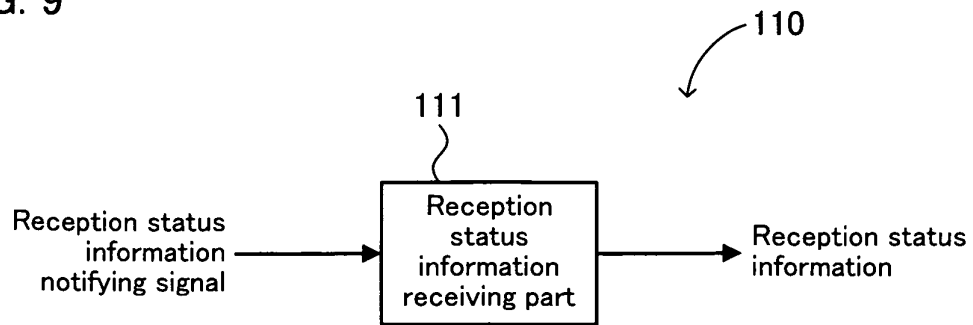 G. 9
110
111
Reception status
information
notifying signal
Reception
status
information
receiving part
Reception status
information